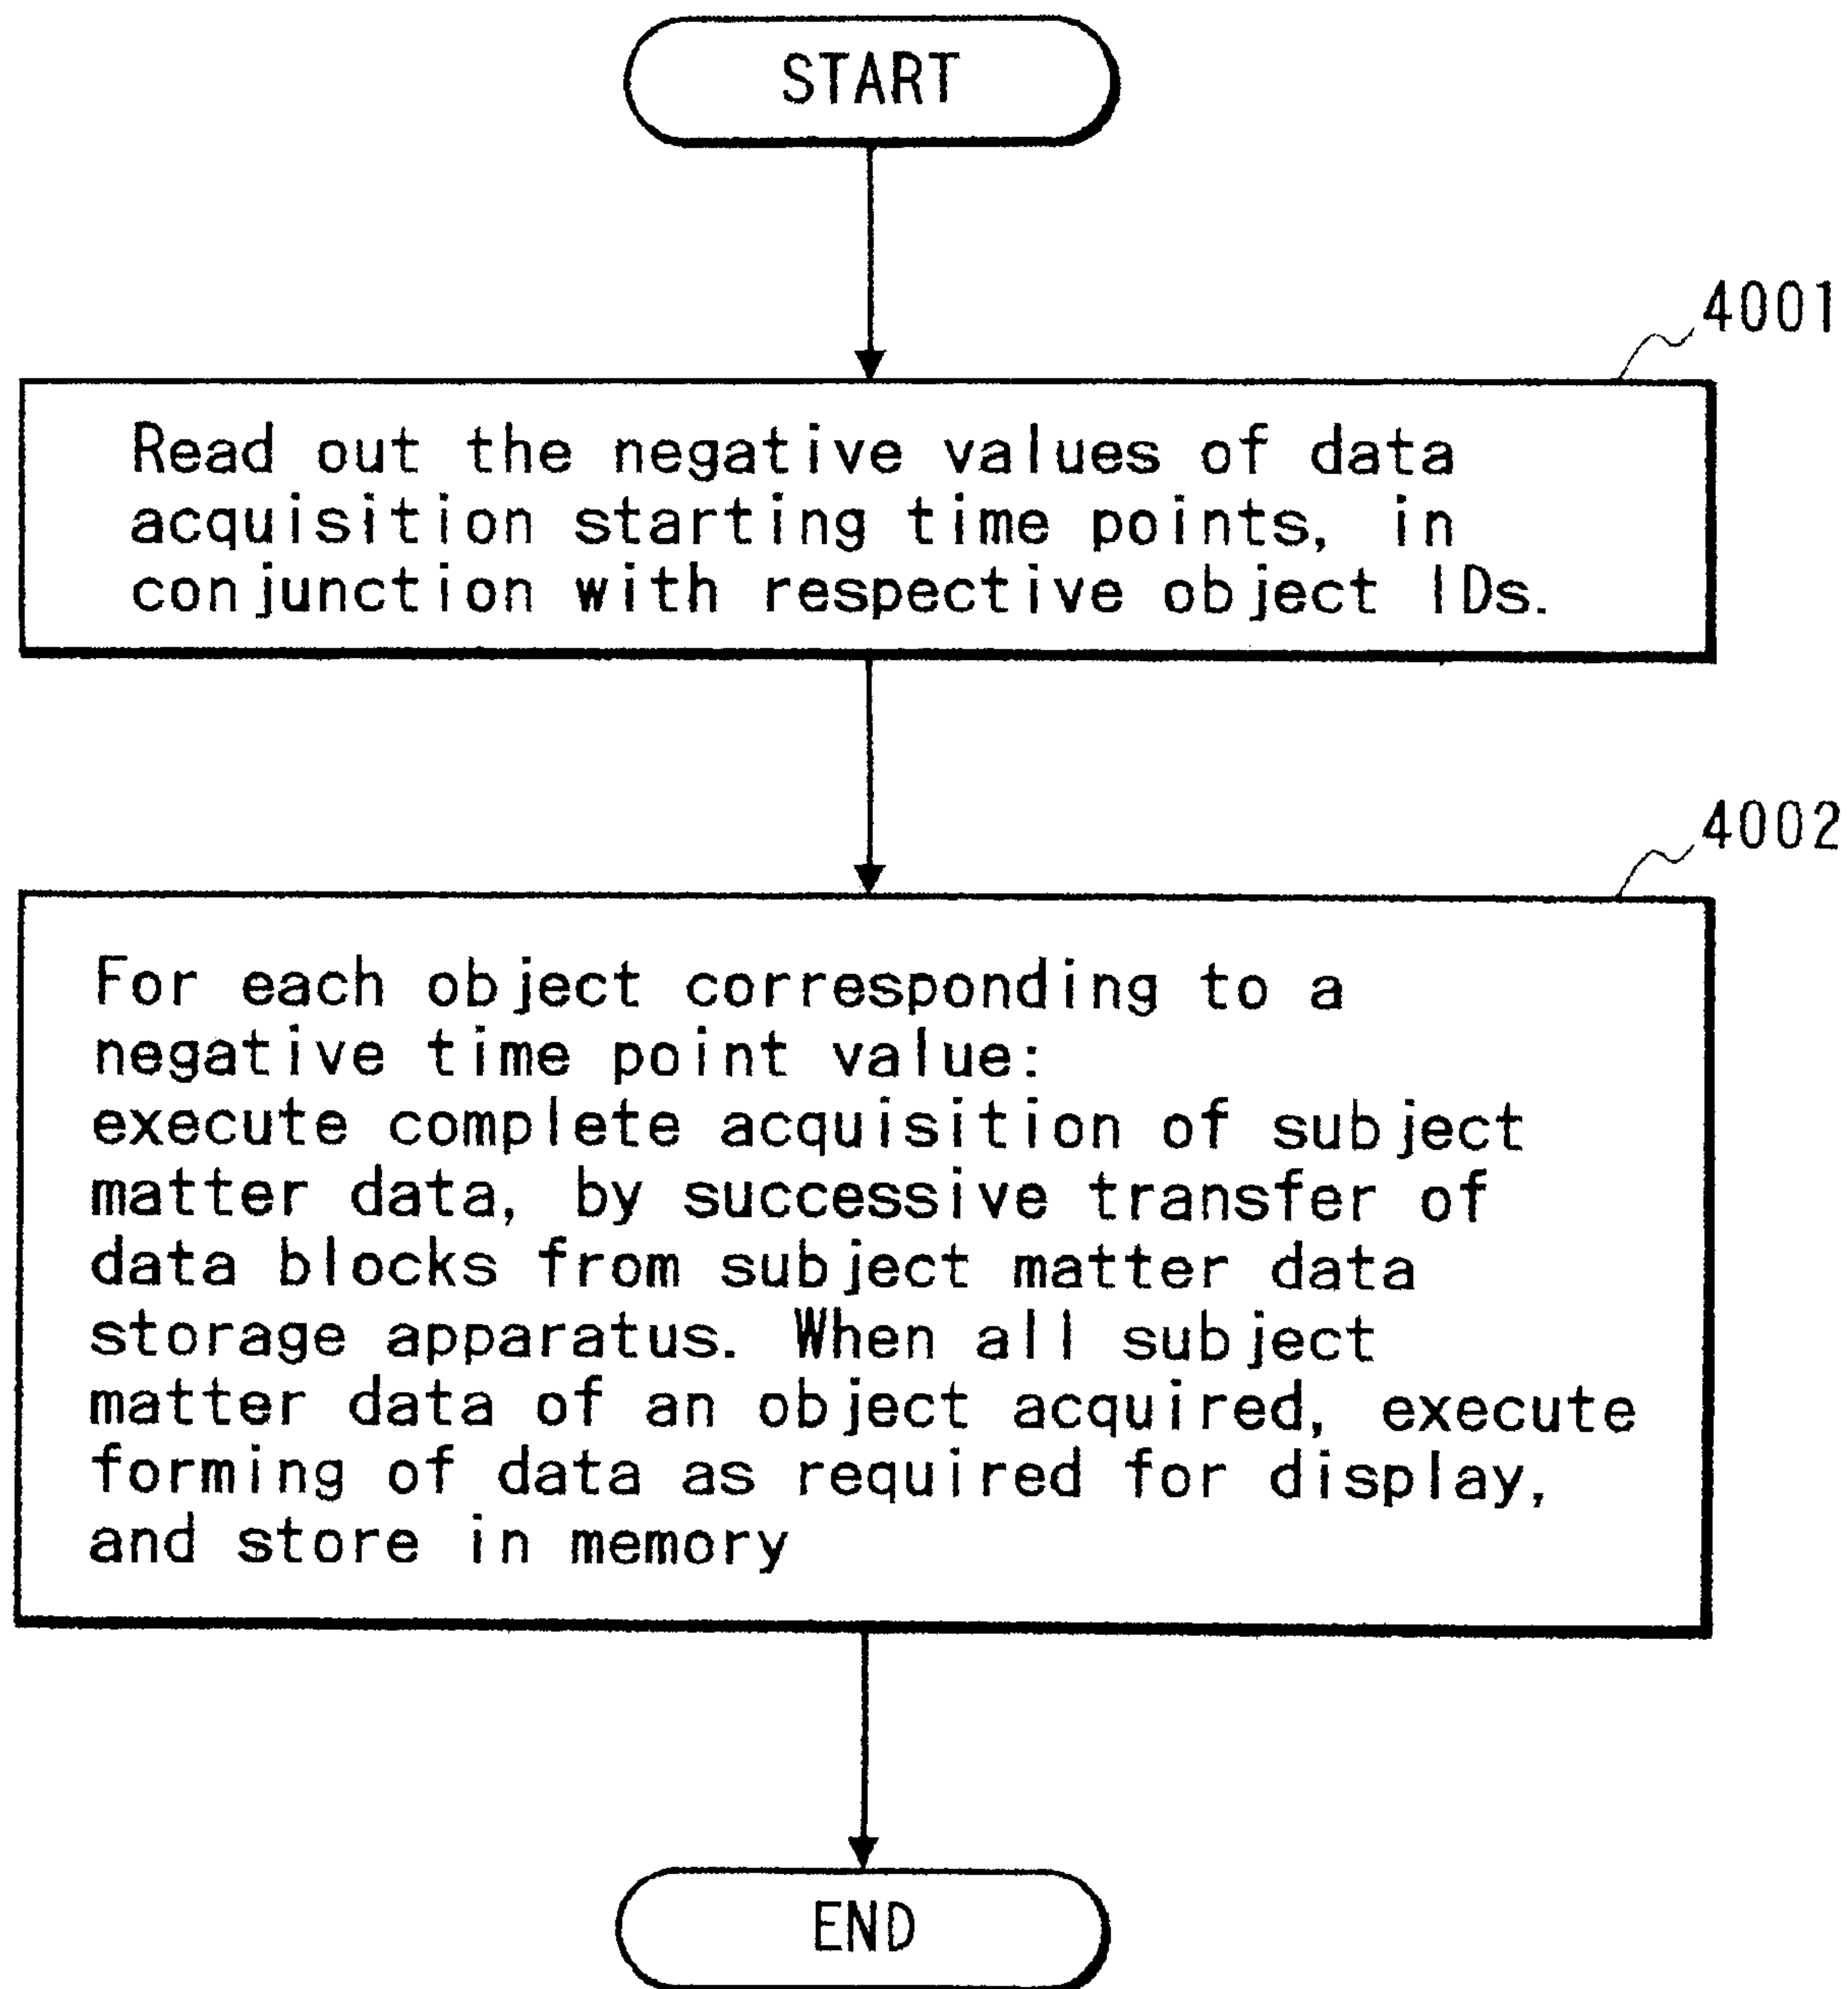 START
4001
Read out the negative values of data
acquisition starting time points, in
conjunction with respective object IDs.
4002
For each object corresponding to a
negative time point value:
execute complete acquisition of subject
matter data, by successive transfer of
data blocks from subject matter data
storage apparatus. When all subject
matter data of an object acquired, execute
forming of data as required for display,
and store in memory
END